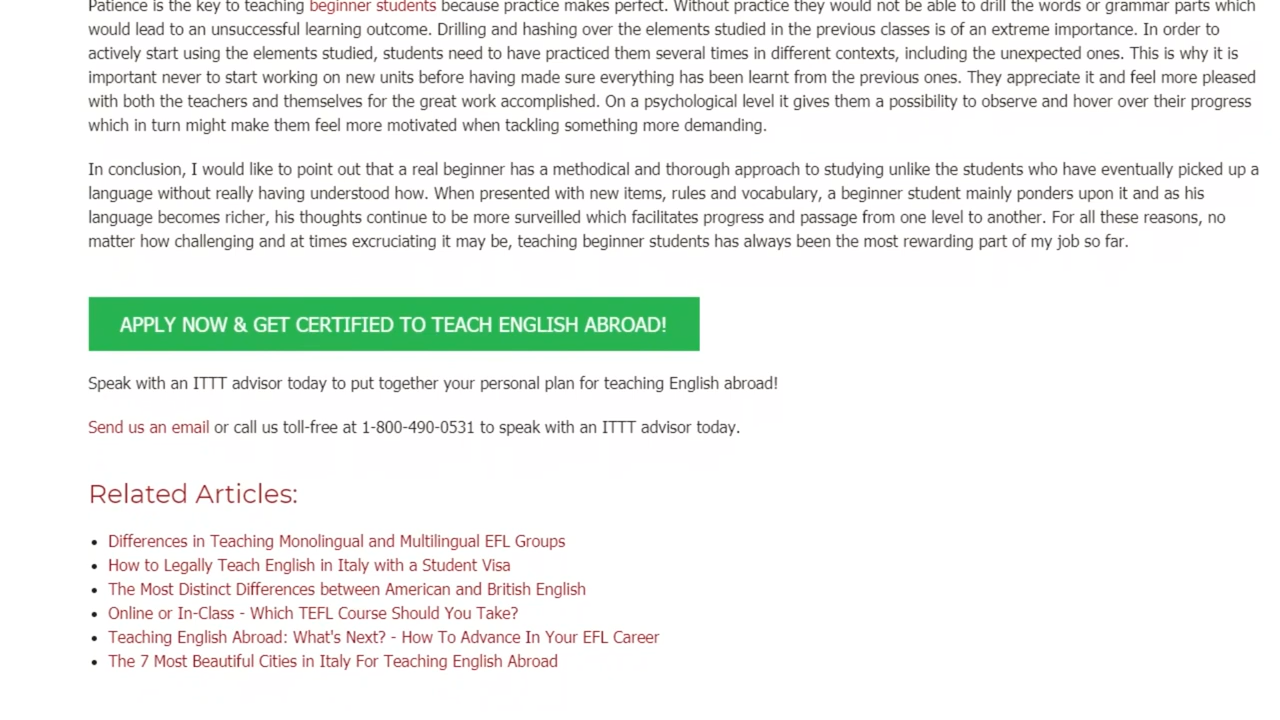 Patience is the key to teaching beginner students because practice makes perfect. Without practice they would not be able to drill the words or grammar parts which
would lead to an unsuccessful learning outcome. Drilling and hashing over the elements studied in the previous classes is of an extreme importance. In order to
actively start using the elements studied, students need to have practiced them several times in different contexts, including the unexpected ones. This is why it is
important never to start working on new units before having made sure everything has been learnt from the previous ones. They appreciate it and feel more pleased
with both the teachers and themselves for the great work accomplished. On a psychological level it gives them a possibility to observe and hover over their progress
which in turn might make them feel more motivated when tackling something more demanding.
In conclusion, I would like to point out that a real beginner has a methodical and thorough approach to studying unlike the students who have eventually picked up a
language without really having understood how. When presented with new items, rules and vocabulary, a beginner student mainly ponders upon it and as his
language becomes richer, his thoughts continue to be more surveilled which facilitates progress and passage from one level to another. For all these reasons, no
matter how challenging and at times excruciating it may be, teaching beginner students has always been the most rewarding part of my job so far.
APPLY NOW & GET CERTIFIED TO TEACH ENGLISH ABROAD!
Speak with an ITTT advisor today to put together your personal plan for teaching English abroad!
Send us an email or call us toll-free at 1-800-490-0531 to speak with an ITTT advisor today.
Related Articles:
• Differences in Teaching Monolingual and Multilingual EFL Groups
• How to Legally Teach English in Italy with a Student Visa
• The Most Distinct Differences between American and British English
• Online or In-Class - Which TEFL Course Should You Take?
• Teaching English Abroad: What's Next? - How To Advance In Your EFL Career
• The 7 Most Beautiful Cities in Italy For Teaching English Abroad